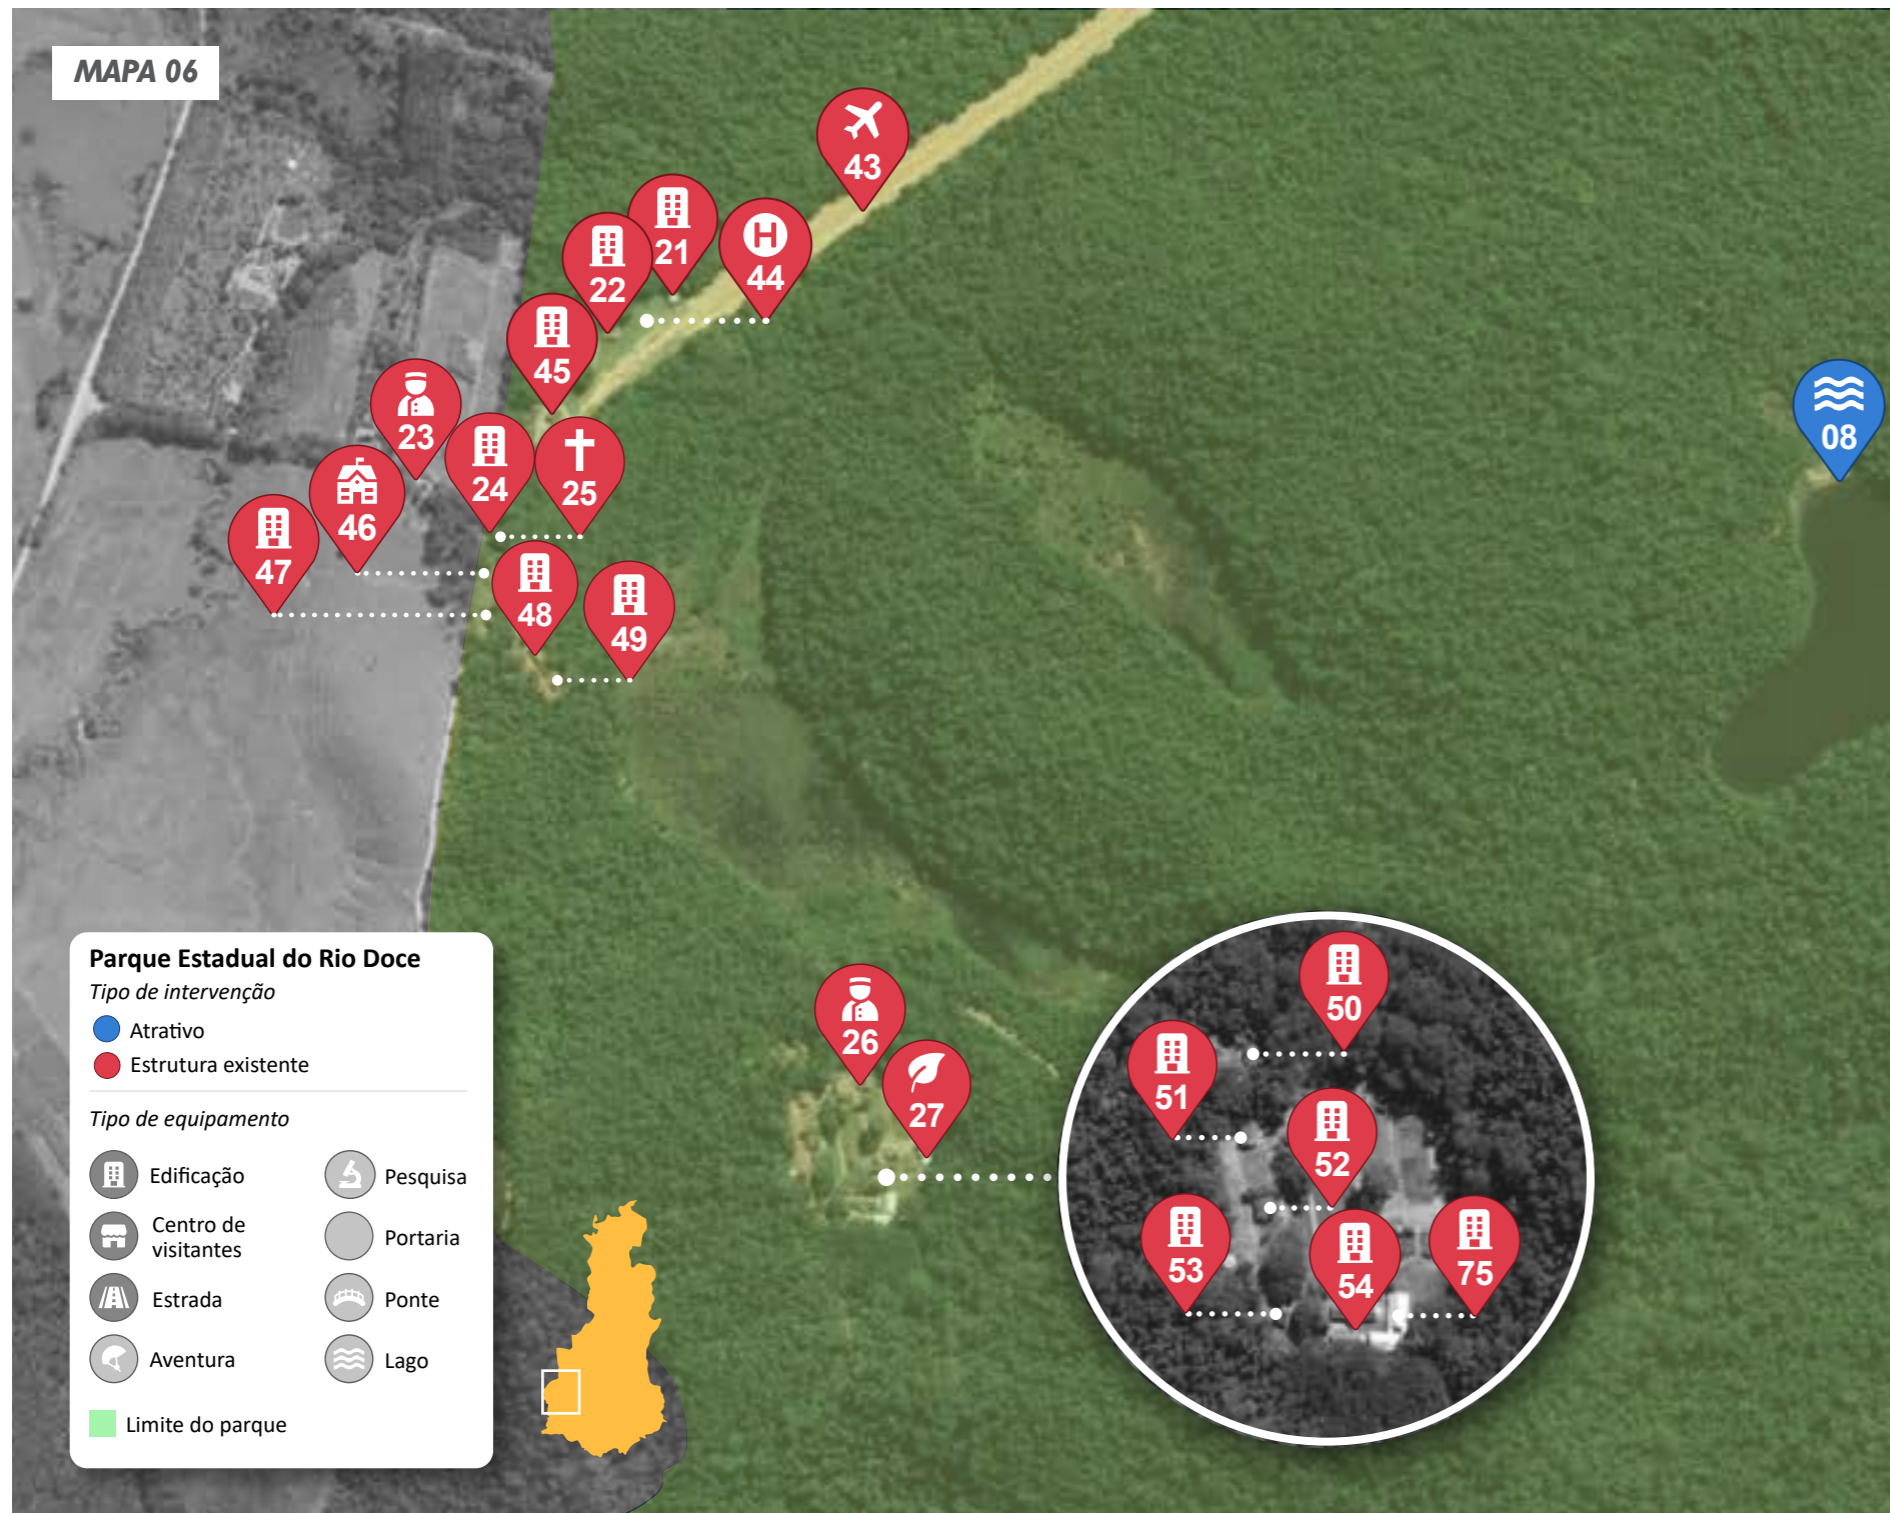 MAPA 06
43
21
22
44
45
23
08
24
25
46
47
48
49
Parque Estadual do Rio Doce
Tipo de intervenção
Atrativo
Estrutura existente
Tipo de equipamento
Edificação
Pesquisa
Centro de
visitantes
Portaria
Estrada
Ponte
Aventura
Lago
Limite do parque
26
27
50
51
52
53
54
75
H